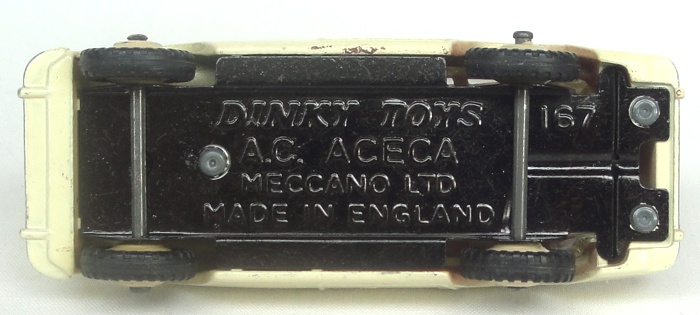 DINKY TOYS 167
A.C. ACECA
MECCANO LTD
MADE IN ENGLAND